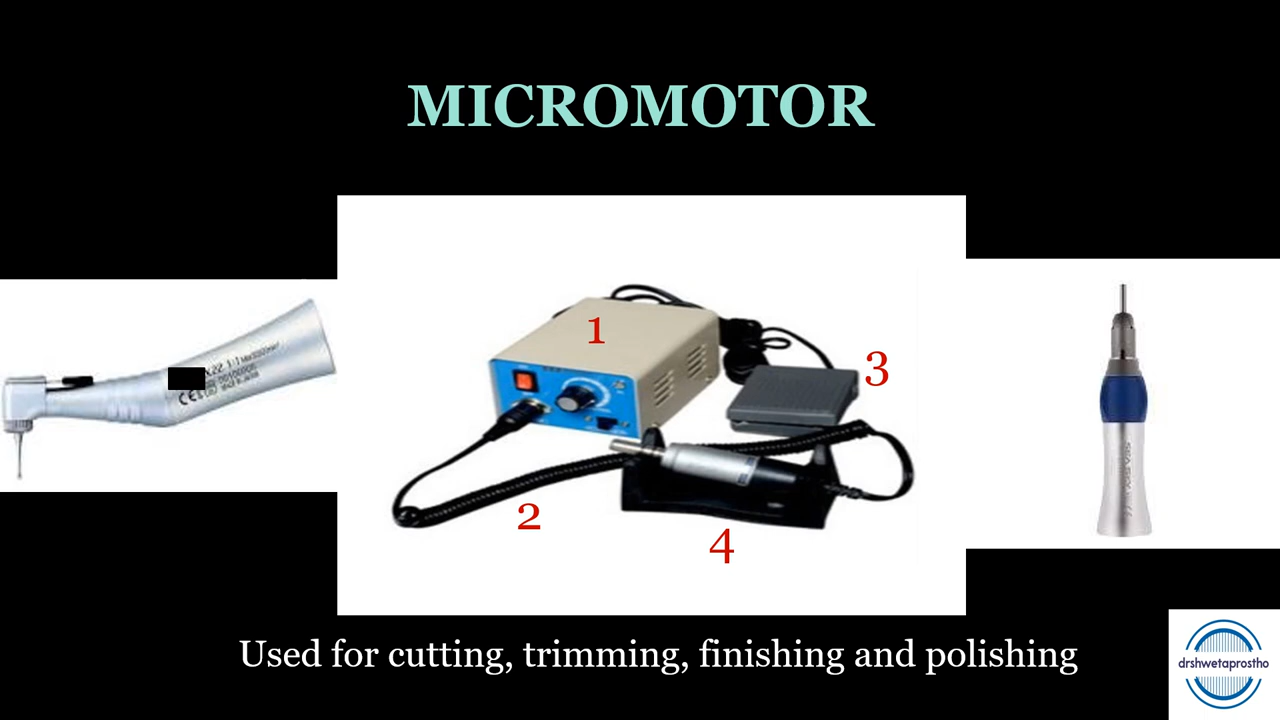 MICROMOTOR
1
3
2
4
Used for cutting, trimming, finishing and polishing
drshwetaprostho